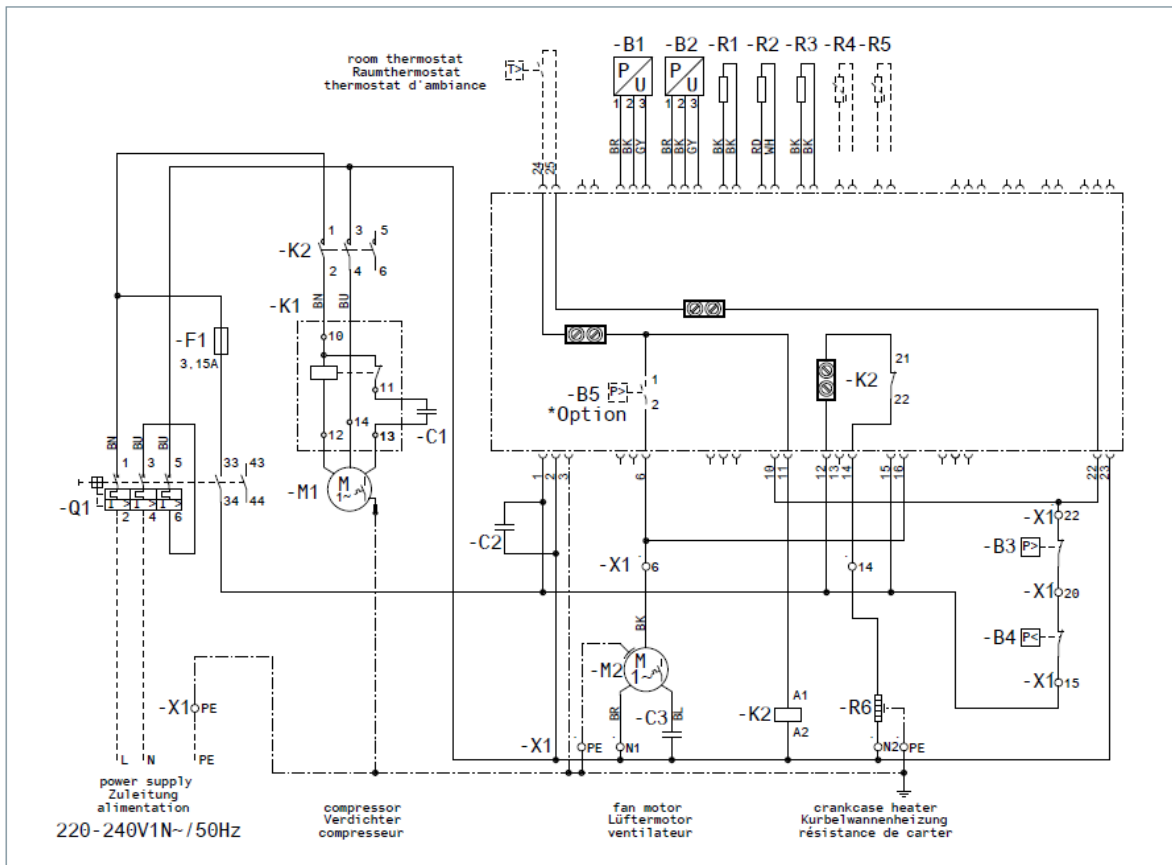 room thermostat
Raumthermostat
thermostat d'ambiance
T>
-B1 -B2 -R1 -R2 -R3 -R4 -R5
P U P U
1 2 3 1 2 3
BR BK GY BR BK GY BK BK RD WH BK BK
24 25
1 3 5
-K2
2 4 6
BN BU
-K1
10
-F1
3.15A
11
-C1
12 14 13
M
1~
-M1
21
-K2
22
-B5 P> 1
*Option 2
BN BU BU
1 3 5 33 43
I> I> I>
-Q1
2 4 6 34 44
1 2 3 6 10 11 12 13 14 15 16 22 23
-C2
-X1 6
14
-X1 22
-B3 P>
-X1 20
-B4 P<
-X1 15
BK
M
1~
-M2
BR BL
-C3
-K2 A1
A2
-R6
-X1 PE
-X1 PE N1 N2 PE
L N PE
power supply
Zuleitung
alimentation
220-240V1N~/50Hz
compressor
Verdichter
compresseur
fan motor
Lüftermotor
ventilateur
crankcase heater
Kurbelwannenheizung
résistance de carter